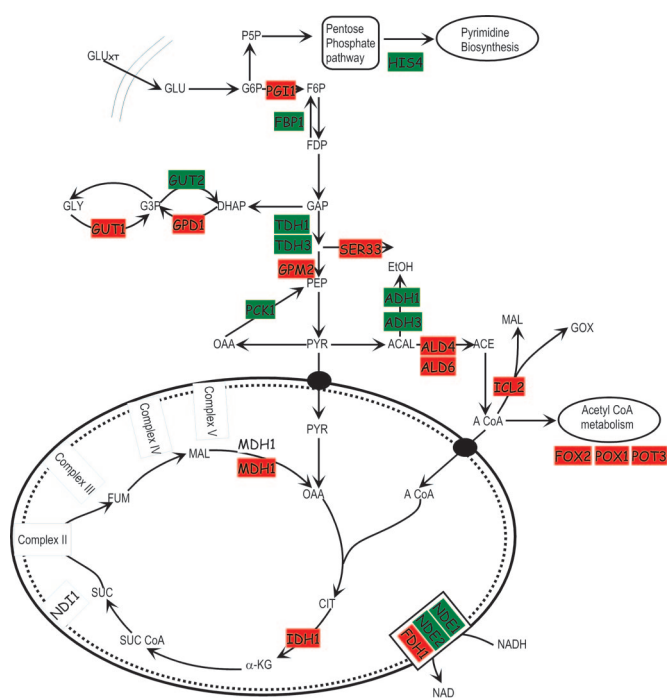 P5P
Pentose
Phosphate
pathway
Pyrimidine
Biosynthesis
HIS4
GLUXT
GLU
G6P
PGI1
F6P
FBP1
FDP
GUT2
GLY
G3P
DHAP
GAP
GUT1
GPD1
TDH1
TDH3
SER33
GPM2
EtOH
PEP
PCK1
ADH1
ADH3
MAL
GOX
OAA
PYR
ACAL
ALD4
ACE
ALD6
ICL2
A CoA
Acetyl CoA
metabolism
FOX2 POX1 POT3
PYR
Complex V
Complex IV
Complex III
Complex II
NDI1
MAL
MDH1
MDH1
FUM
OAA
A CoA
SUC
SUC CoA
α-KG
IDH1
CIT
NDE1
NDE2
FDH1
NADH
NAD